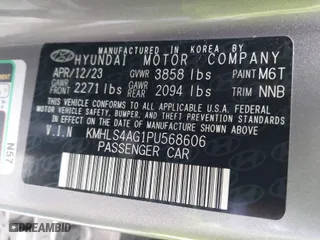 MANUFACTURED IN KOREA BY
HYUNDAI MOTOR COMPANY
APR/12/23 GVWR 3858 lbs PAINT M6T
GAWR FRONT 2271 lbs GAWR REAR 2094 lbs TRIM NNB
This vehicle conforms to all applicable U.S. Federal Motor
Vehicle Safety, Bumper, and Theft Prevention Standards
in effect on the date of manufacture shown above.
V.I.N KMHLS4AG1PU568606
PASSENGER CAR
N57
DREAMBID